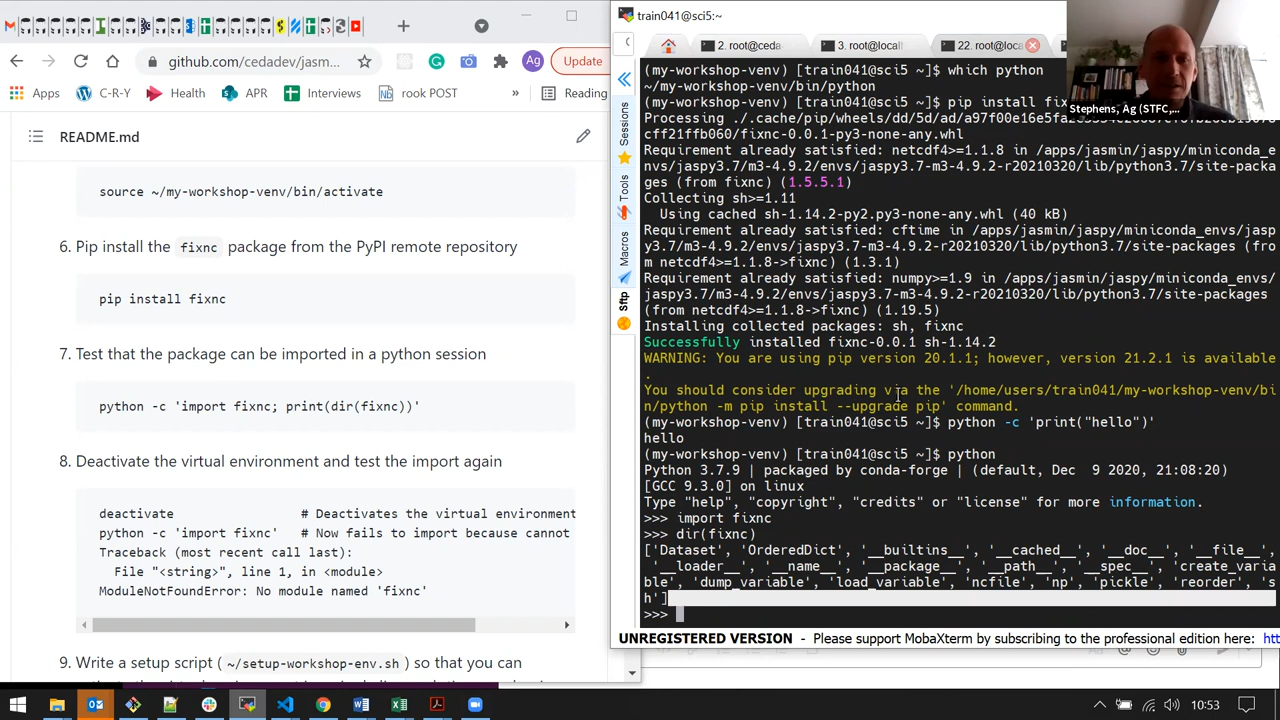 train041@sci5:~
2. root@ceda
3. root@locall
22. root@loca
github.com/cedadev/jasm
Ag
Update
Apps
C-R-Y
Health
APR
Interviews
rook POST
»
Reading
README.md
source ~/my-workshop-venv/bin/activate
6. Pip install the fixnc package from the PyPI remote repository
pip install fixnc
7. Test that the package can be imported in a python session
python -c 'import fixnc; print(dir(fixnc))'
8. Deactivate the virtual environment and test the import again
deactivate # Deactivates the virtual environment
python -c 'import fixnc' # Now fails to import because cannot
Traceback (most recent call last):
File "<string>", line 1, in <module>
ModuleNotFoundError: No module named 'fixnc'
9. Write a setup script ( ~/setup-workshop-env.sh ) so that you can
Sessions
Tools
Macros
Sftp
(my-workshop-venv) [train041@sci5 ~]$ which python
~/my-workshop-venv/bin/python
(my-workshop-venv) [train041@sci5 ~]$ pip install fix
Stephens, Ag (STFC,...
cff21ffb060/fixnc-0.0.1-py3-none-any.whl
Requirement already satisfied: netcdf4>=1.1.8 in /apps/jasmin/jaspy/miniconda_e
nvs/jaspy3.7/m3-4.9.2/envs/jaspy3.7-m3-4.9.2-r20210320/lib/python3.7/site-packa
ges (from fixnc) (1.5.5.1)
Collecting sh>=1.11
Using cached sh-1.14.2-py2.py3-none-any.whl (40 kB)
Requirement already satisfied: cftime in /apps/jasmin/jaspy/miniconda_envs/jasp
y3.7/m3-4.9.2/envs/jaspy3.7-m3-4.9.2-r20210320/lib/python3.7/site-packages (fro
m netcdf4>=1.1.8->fixnc) (1.3.1)
Requirement already satisfied: numpy>=1.9 in /apps/jasmin/jaspy/miniconda_envs/
jaspy3.7/m3-4.9.2/envs/jaspy3.7-m3-4.9.2-r20210320/lib/python3.7/site-packages
(from netcdf4>=1.1.8->fixnc) (1.19.5)
Installing collected packages: sh, fixnc
Successfully installed fixnc-0.0.1 sh-1.14.2
WARNING: You are using pip version 20.1.1; however, version 21.2.1 is available
.
You should consider upgrading via the '/home/users/train041/my-workshop-venv/bi
n/python -m pip install --upgrade pip' command.
(my-workshop-venv) [train041@sci5 ~]$ python -c 'print("hello")'
hello
(my-workshop-venv) [train041@sci5 ~]$ python
Python 3.7.9 | packaged by conda-forge | (default, Dec 9 2020, 21:08:20)
[GCC 9.3.0] on linux
Type "help", "copyright", "credits" or "license" for more information.
>>> import fixnc
>>> dir(fixnc)
['Dataset', 'OrderedDict', '__builtins__', '__cached__', '__doc__', '__file__',
'__loader__', '__name__', '__package__', '__path__', '__spec__', 'create_varia
ble', 'dump_variable', 'load_variable', 'ncfile', 'np', 'pickle', 'reorder', 's
h']
>>>
UNREGISTERED VERSION - Please support MobaXterm by subscribing to the professional edition here: htt
10:53